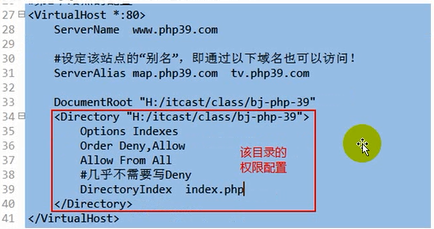 27 <VirtualHost *:80>
28 ServerName www.php39.com
29
30 #设定该站点的“别名”，即通过以下域名也可以访问！
31 ServerAlias map.php39.com tv.php39.com
32
33 DocumentRoot "H:/itcast/class/bj-php-39"
34 <Directory "H:/itcast/class/bj-php-39">
35 Options Indexes
36 Order Deny,Allow
37 Allow From All
38 #几乎不需要写Deny
39 DirectoryIndex index.php
40 </Directory>
41 </VirtualHost>
该目录的
权限配置